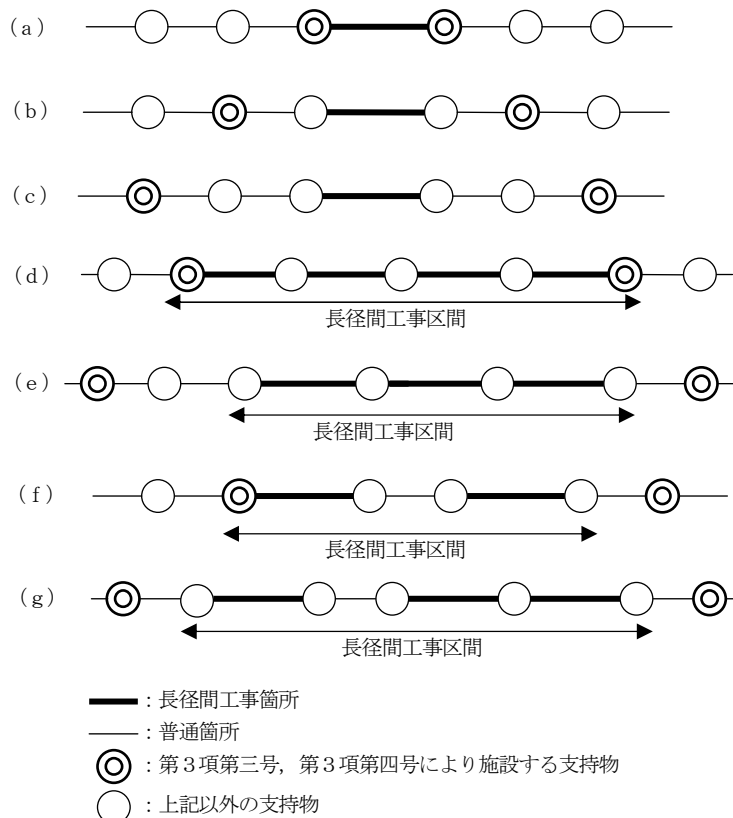 (a)
(b)
(c)
(d)
長径間工事区間
(e)
長径間工事区間
(f)
長径間工事区間
(g)
長径間工事区間
：長径間工事箇所
：普通箇所
：第３項第三号，第３項第四号により施設する支持物
：上記以外の支持物